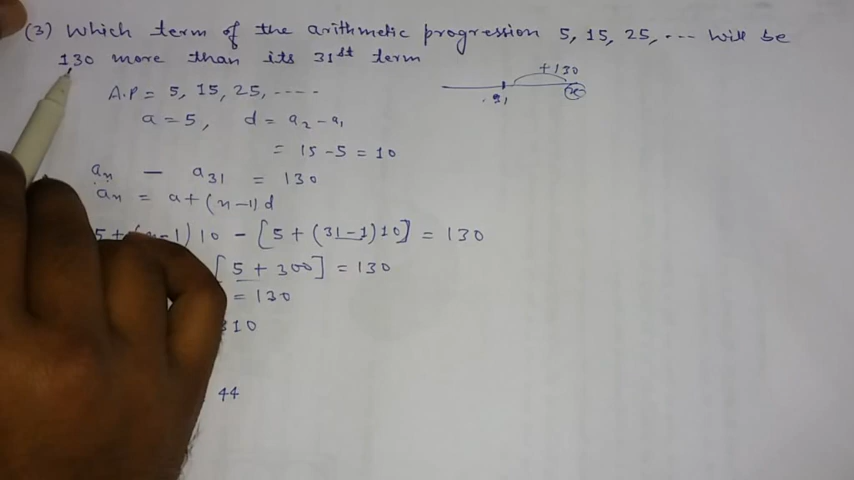 (3) Which term of the arithmetic progression 5, 15, 25, ... will be
130 more than its 31st term
+130
31
x
A.P = 5, 15, 25, ....
a = 5, d = a2 - a1
= 15 - 5 = 10
an - a31 = 130
an = a + (n-1) d
5 + (n-1) 10 - [5 + (31-1) 10] = 130
[5 + 300] = 130
= 130
310
44